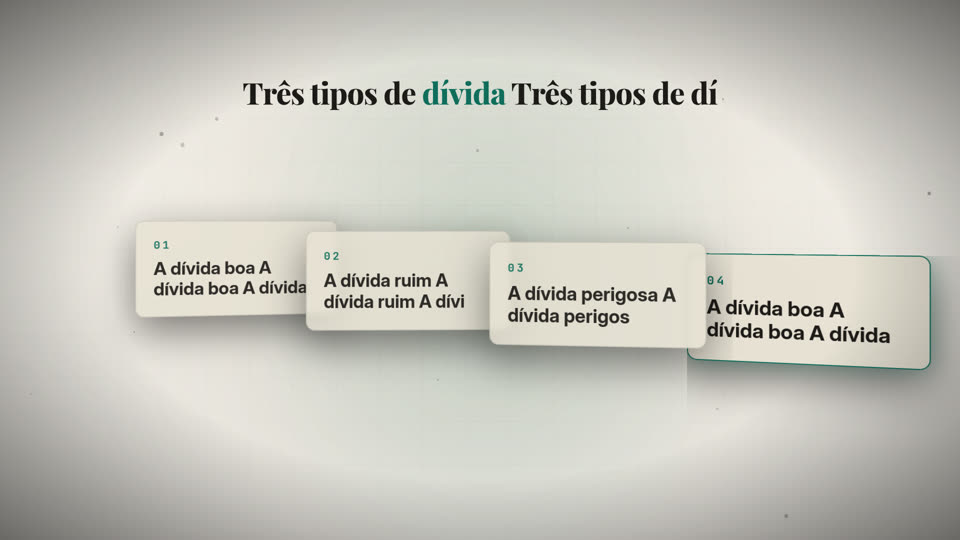 Três tipos de dívida Três tipos de dí
01
A dívida boa A
dívida boa A dívida
02
A dívida ruim A
dívida ruim A dívi
03
A dívida perigosa A
dívida perigos
04
A dívida boa A
dívida boa A dívida